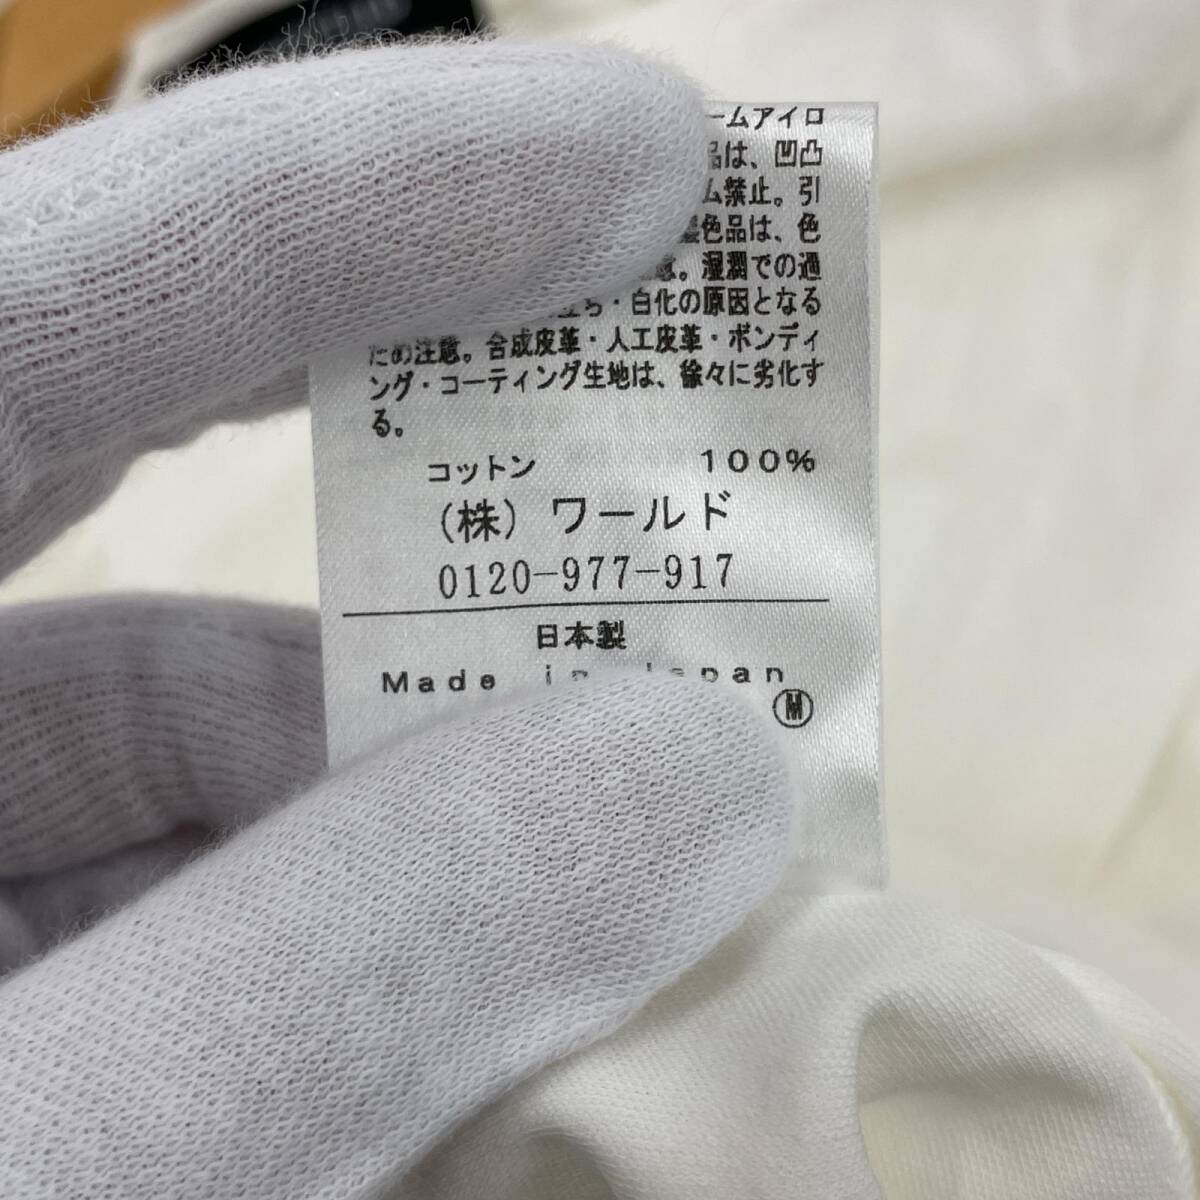 ームアイロ
品は、凹凸
ム禁止。引
色品は、色
。湿潤での過
立ち・白化の原因となる
ため注意。合成皮革・人工皮革・ボンディ
ング・コーティング生地は、徐々に劣化す
る。
コットン 100%
(株) ワールド
0120-977-917
日本製
Made in Japan
M